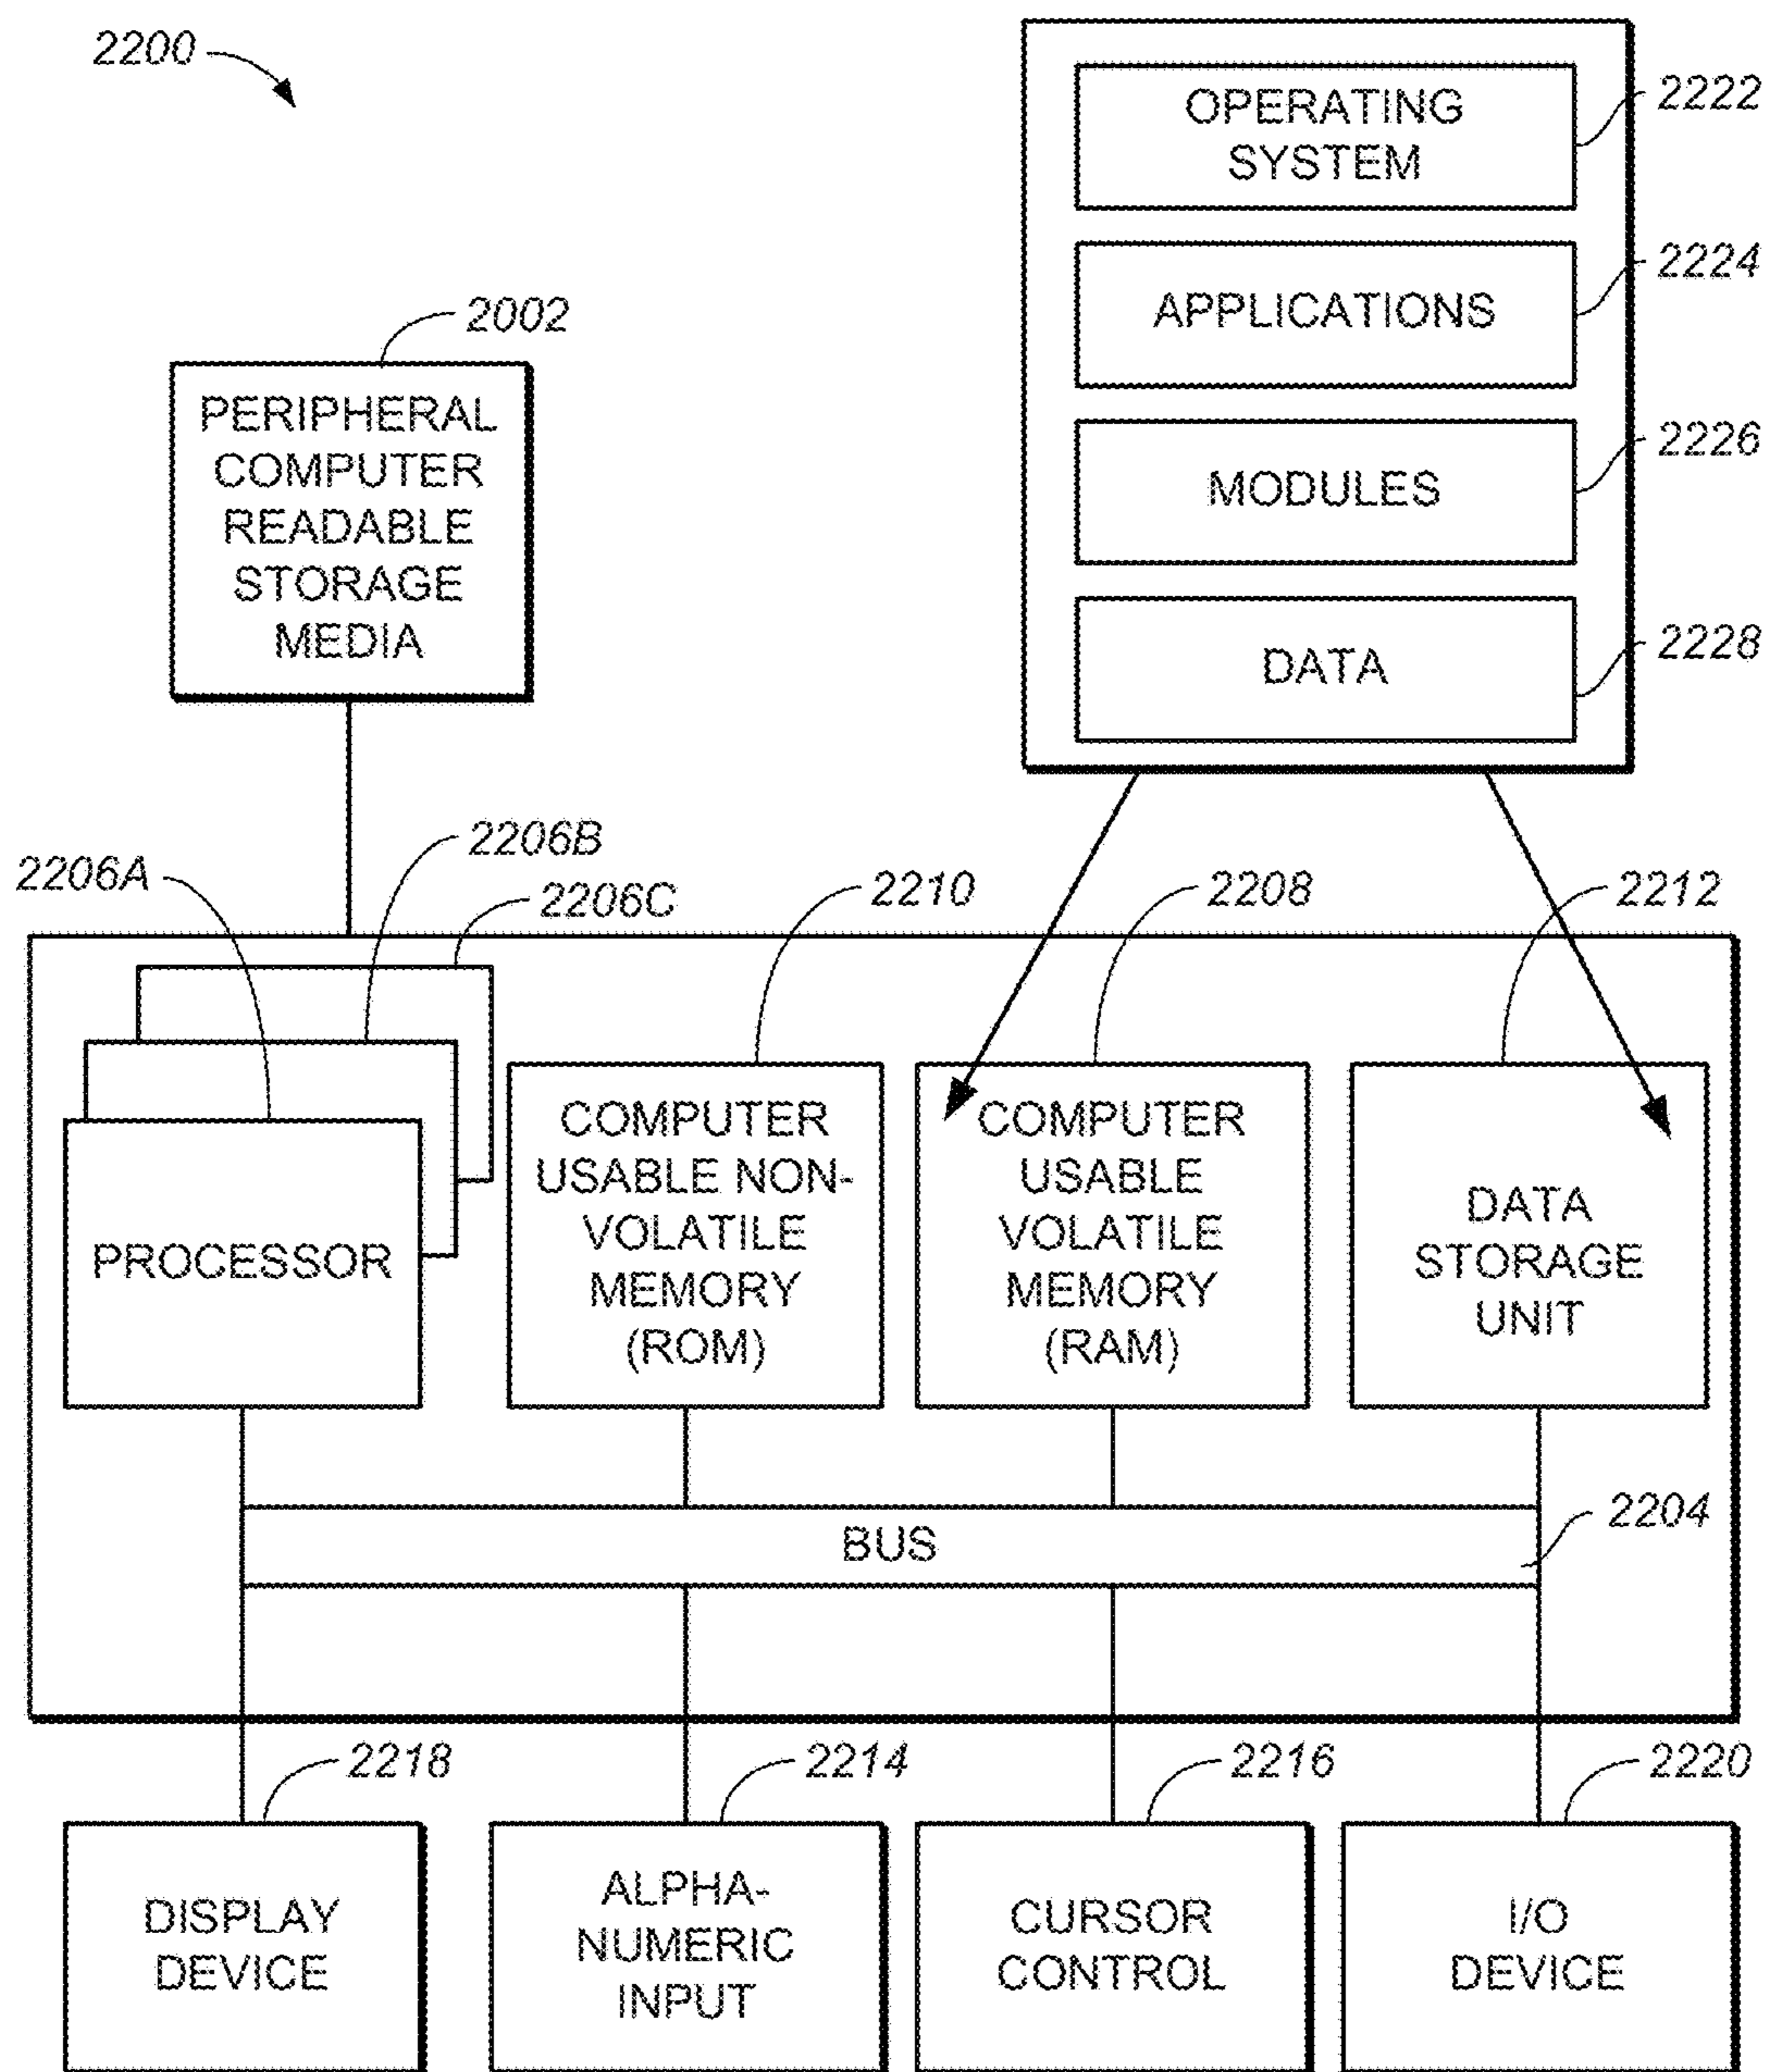 2200
OPERATING
SYSTEM
2222
APPLICATIONS
2224
MODULES
2226
DATA
2228
2002
PERIPHERAL
COMPUTER
READABLE
STORAGE
MEDIA
2206A
2206B
2206C
2210
2208
2212
PROCESSOR
COMPUTER
USABLE NON-
VOLATILE
MEMORY
(ROM)
COMPUTER
USABLE
VOLATILE
MEMORY
(RAM)
DATA
STORAGE
UNIT
BUS
2204
2218
2214
2216
2220
DISPLAY
DEVICE
ALPHA-
NUMERIC
INPUT
CURSOR
CONTROL
I/O
DEVICE